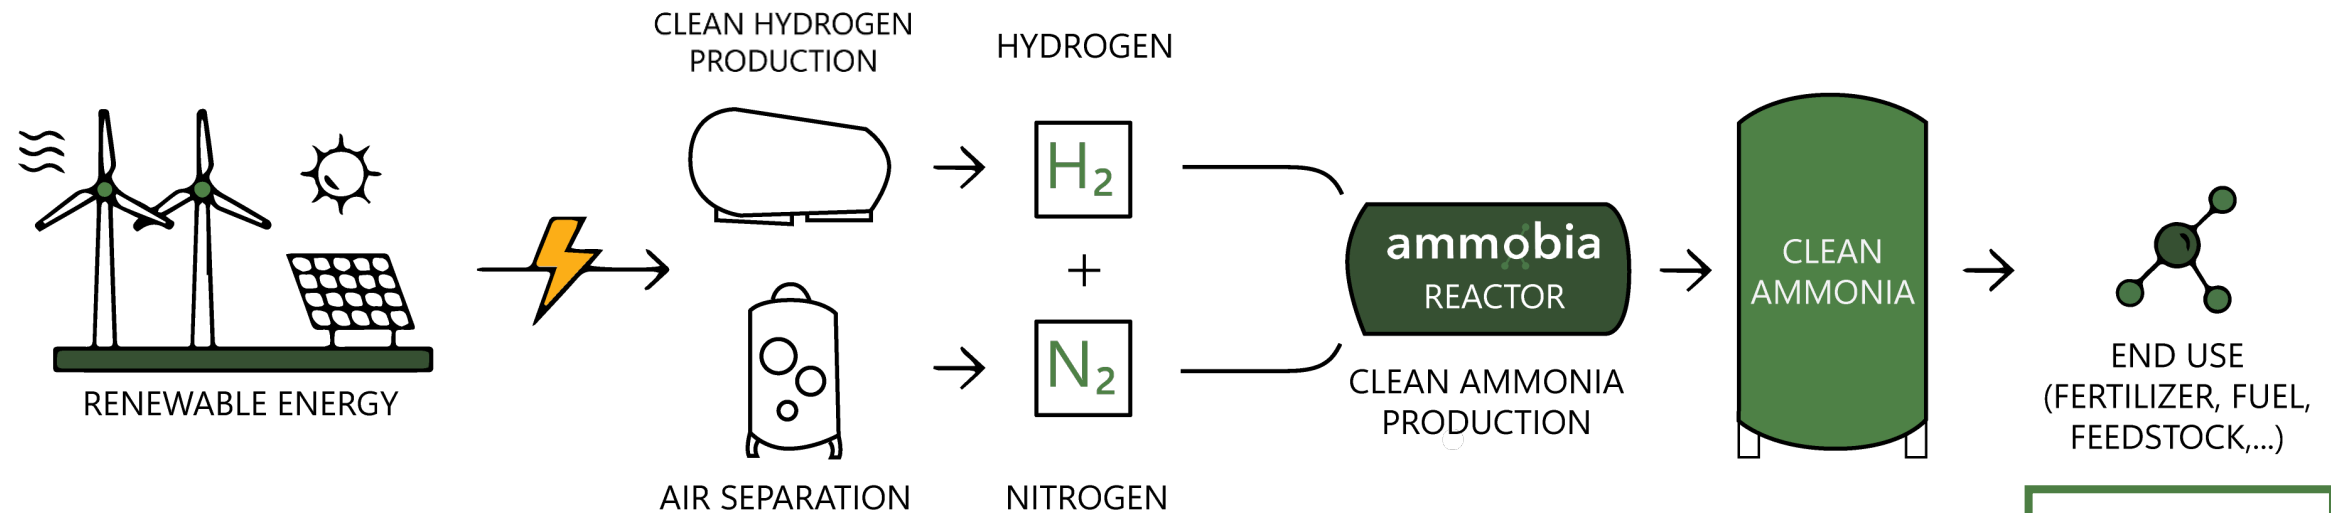 RENEWABLE ENERGY
CLEAN HYDROGEN
PRODUCTION
AIR SEPARATION
HYDROGEN
H₂
+
N₂
NITROGEN
ammobia
REACTOR
CLEAN AMMONIA
PRODUCTION
CLEAN
AMMONIA
END USE
(FERTILIZER, FUEL,
FEEDSTOCK,...)